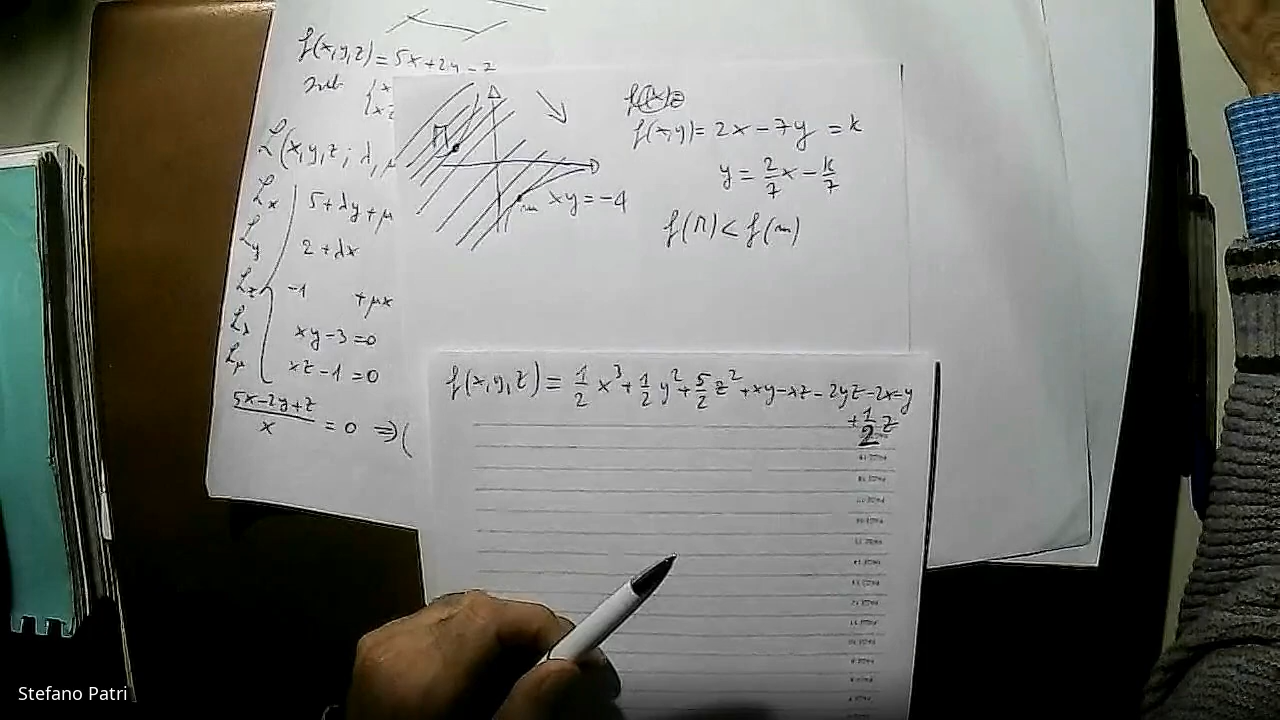 f(x,y,z) = 5x+2y-z
sub { x
xz
L(x,y,z; λ, μ
Lx 5+λy+μ
Ly 2+λx
Lz -1 +μx
Lλ xy-3=0
Lμ xz-1=0
(5x-2y+z)/x = 0 ⇒ (
f(x,y) = 2x-7y = k
y = 2/7 x - k/7
M
m xy=-4
f(M) < f(m)
f(x,y,z) = 1/2 x³ + 1/2 y² + 5/2 z² + xy - xz - 2yz - 2x - y
+ 1/2 z
Stefano Patri